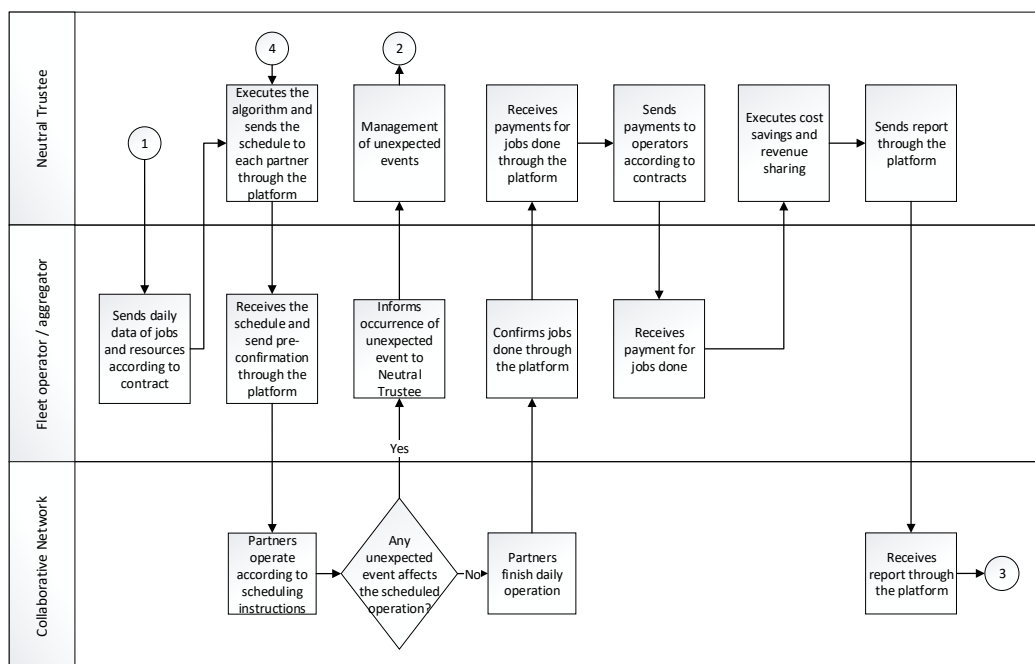 Neutral Trustee
4
2
1
Executes the
algorithm and
sends the
schedule to
each partner
through the
platform
Management
of unexpected
events
Receives
payments for
jobs done
through the
platform
Sends
payments to
operators
according to
contracts
Executes cost
savings and
revenue
sharing
Sends report
through the
platform
Fleet operator / aggregator
Sends daily
data of jobs
and resources
according to
contract
Receives the
schedule and
send pre-
confirmation
through the
platform
Informs
occurrence of
unexpected
event to
Neutral
Trustee
Confirms jobs
done through
the platform
Receives
payment for
jobs done
Yes
Collaborative Network
Partners
operate
according to
scheduling
instructions
Any
unexpected
event affects
the scheduled
operation?
No
Partners
finish daily
operation
Receives
report through
the platform
3